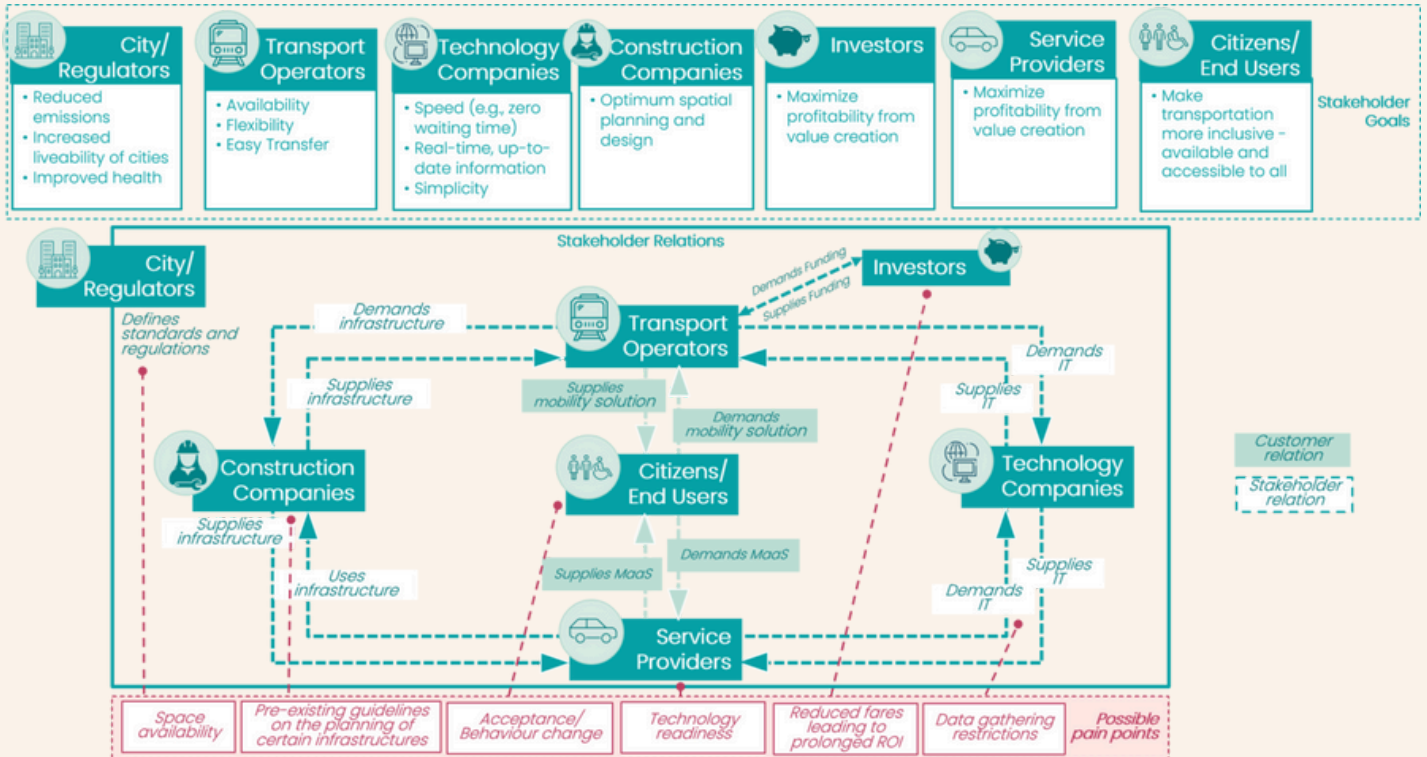 City/
Regulators
• Reduced
emissions
• Increased
liveability of cities
• Improved health
Transport
Operators
• Availability
• Flexibility
• Easy Transfer
Technology
Companies
• Speed (e.g., zero
waiting time)
• Real-time, up-to-
date information
• Simplicity
Construction
Companies
• Optimum spatial
planning and
design
Investors
• Maximize
profitability from
value creation
Service
Providers
• Maximize
profitability from
value creation
Citizens/
End Users
• Make
transportation
more inclusive -
available and
accessible to all
Stakeholder
Goals
Stakeholder Relations
City/
Regulators
Defines
standards and
regulations
Investors
Demands Funding
Supplies Funding
Transport
Operators
Demands
infrastructure
Supplies
infrastructure
Demands
IT
Supplies
IT
Supplies
mobility solution
Demands
mobility solution
Construction
Companies
Citizens/
End Users
Technology
Companies
Customer
relation
Stakeholder
relation
Supplies
infrastructure
Uses
infrastructure
Supplies MaaS
Demands MaaS
Demands
IT
Supplies
IT
Service
Providers
Space
availability
Pre-existing guidelines
on the planning of
certain infrastructures
Acceptance/
Behaviour change
Technology
readiness
Reduced fares
leading to
prolonged ROI
Data gathering
restrictions
Possible
pain points